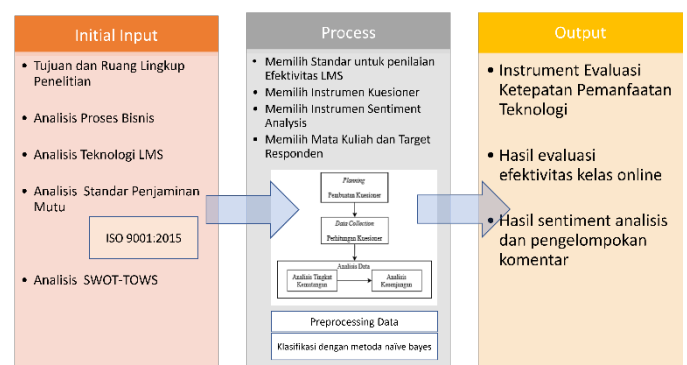 Initial Input
• Tujuan dan Ruang Lingkup
Penelitian
• Analisis Proses Bisnis
• Analisis Teknologi LMS
• Analisis Standar Penjaminan
Mutu
ISO 9001:2015
• Analisis SWOT-TOWS
Process
• Memilih Standar untuk penilaian
Efektivitas LMS
• Memilih Instrumen Kuesioner
• Memilih Instrumen Sentiment
Analysis
• Memilih Mata Kuliah dan Target
Responden
Planning
Pembuatan Kuesioner
Data Collection
Perhitungan Kuesioner
Analisis Data
Analisis Tingkat
Kematangan
Analisis
Kesenjangan
Preprocessing Data
Klasifikasi dengan metoda naïve bayes
Output
• Instrument Evaluasi
Ketepatan Pemanfaatan
Teknologi
• Hasil evaluasi
efektivitas kelas online
• Hasil sentiment analisis
dan pengelompokan
komentar